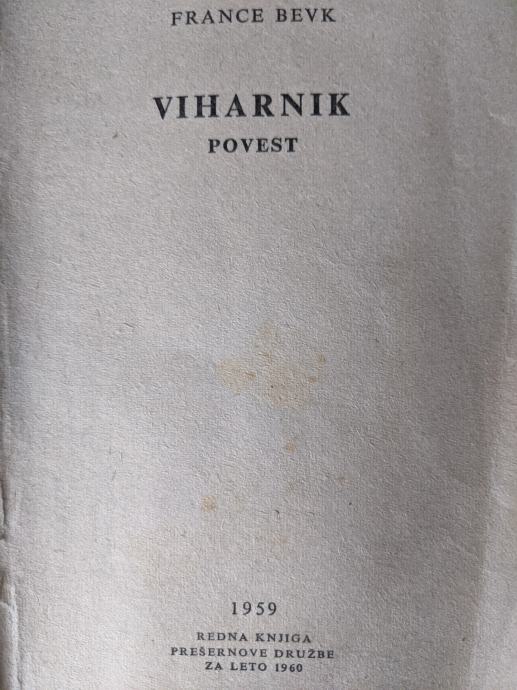 FRANCE BEVK
VIHARNIK
POVEST
1959
REDNA KNJIGA
PREŠERNOVE DRUŽBE
ZA LETO 1960